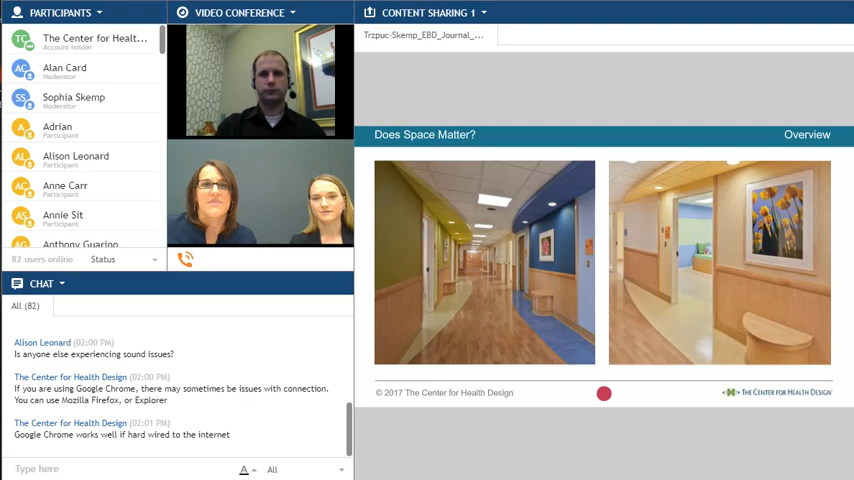 PARTICIPANTS
TC
The Center for Healt...
Account holder
AC
Alan Card
Moderator
SS
Sophia Skemp
Moderator
A
Adrian
Participant
AL
Alison Leonard
Participant
AC
Anne Carr
Participant
AS
Annie Sit
Participant
AG
Anthony Guarino
82 users online
Status
VIDEO CONFERENCE
CHAT
All (82)
Alison Leonard (02:00 PM)
Is anyone else experiencing sound issues?
The Center for Health Design (02:00 PM)
If you are using Google Chrome, there may sometimes be issues with connection.
You can use Mozilla Firefox, or Explorer
The Center for Health Design (02:01 PM)
Google Chrome works well if hard wired to the internet
Type here
A
All
CONTENT SHARING 1
Trzpuc-Skemp_EBD_Journal_...
Does Space Matter?
Overview
© 2017 The Center for Health Design
THE CENTER FOR HEALTH DESIGN